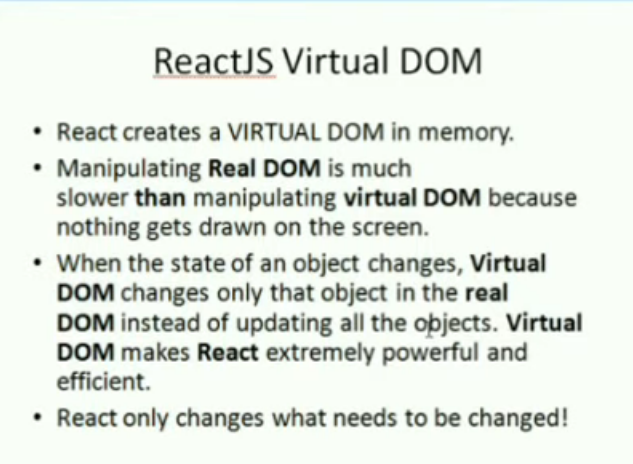 ReactJS Virtual DOM
• React creates a VIRTUAL DOM in memory.
• Manipulating Real DOM is much
slower than manipulating virtual DOM because
nothing gets drawn on the screen.
• When the state of an object changes, Virtual
DOM changes only that object in the real
DOM instead of updating all the objects. Virtual
DOM makes React extremely powerful and
efficient.
• React only changes what needs to be changed!